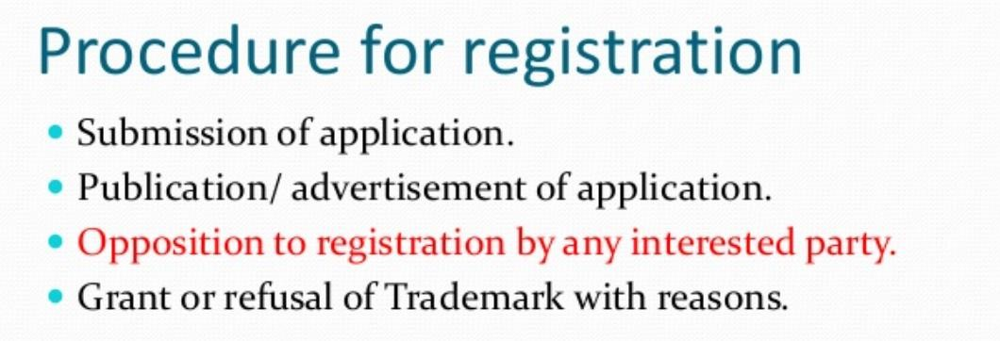 Procedure for registration
• Submission of application.
• Publication/ advertisement of application.
• Opposition to registration by any interested party.
• Grant or refusal of Trademark with reasons.